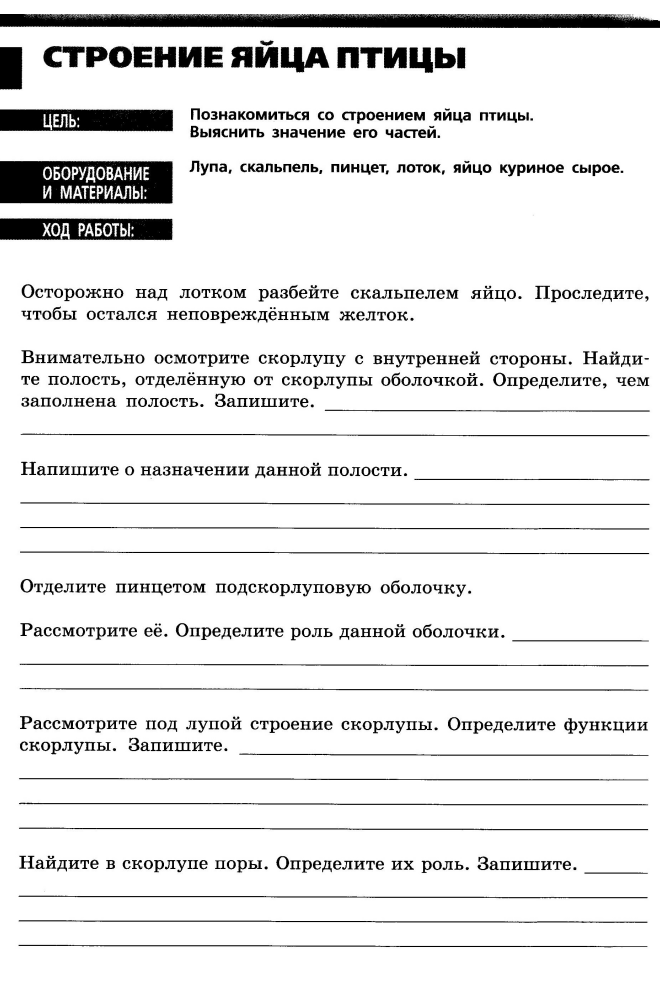 СТРОЕНИЕ ЯЙЦА ПТИЦЫ
ЦЕЛЬ:
Познакомиться со строением яйца птицы.
Выяснить значение его частей.
ОБОРУДОВАНИЕ
И МАТЕРИАЛЫ:
Лупа, скальпель, пинцет, лоток, яйцо куриное сырое.
ХОД РАБОТЫ:
Осторожно над лотком разбейте скальпелем яйцо. Проследите,
чтобы остался неповреждённым желток.
Внимательно осмотрите скорлупу с внутренней стороны. Найди-
те полость, отделённую от скорлупы оболочкой. Определите, чем
заполнена полость. Запишите.
Напишите о назначении данной полости.
Отделите пинцетом подскорлуповую оболочку.
Рассмотрите её. Определите роль данной оболочки.
Рассмотрите под лупой строение скорлупы. Определите функции
скорлупы. Запишите.
Найдите в скорлупе поры. Определите их роль. Запишите.